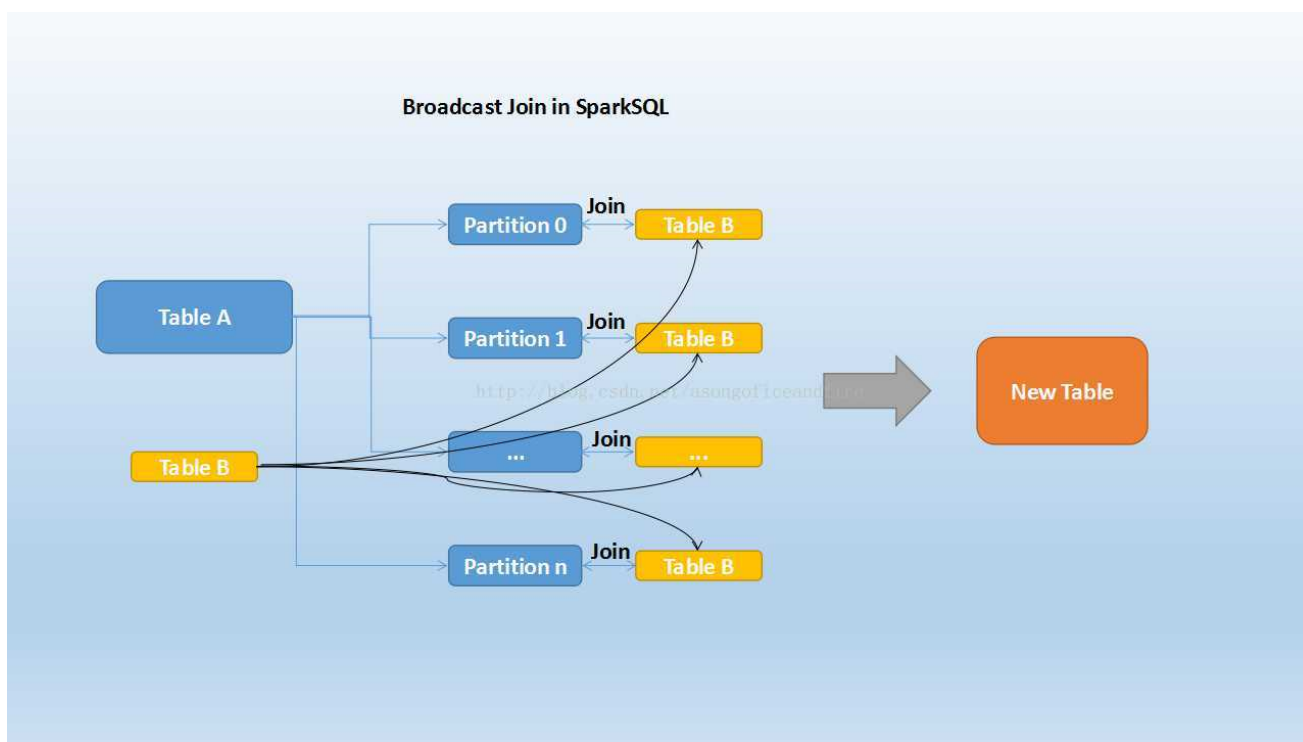 Broadcast Join in SparkSQL
Join
Partition 0
Table B
Table A
Join
Partition 1
Table B
New Table
Join
...
...
Table B
Join
Partition n
Table B